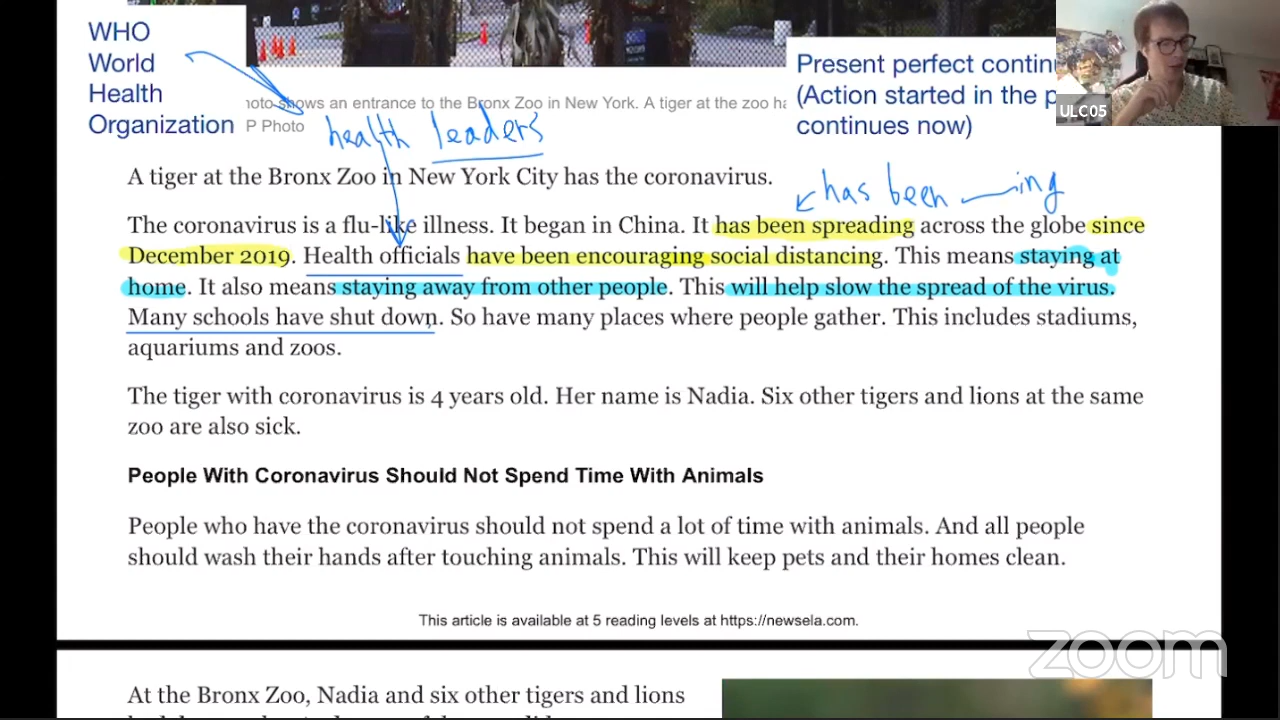 WHO
World
Health
Organization
Present perfect contin
(Action started in the p
continues now)
ULC05
hoto shows an entrance to the Bronx Zoo in New York. A tiger at the zoo ha
P Photo
health leaders
has been ing
A tiger at the Bronx Zoo in New York City has the coronavirus.
The coronavirus is a flu-like illness. It began in China. It has been spreading across the globe since
December 2019. Health officials have been encouraging social distancing. This means staying at
home. It also means staying away from other people. This will help slow the spread of the virus.
Many schools have shut down. So have many places where people gather. This includes stadiums,
aquariums and zoos.
The tiger with coronavirus is 4 years old. Her name is Nadia. Six other tigers and lions at the same
zoo are also sick.
People With Coronavirus Should Not Spend Time With Animals
People who have the coronavirus should not spend a lot of time with animals. And all people
should wash their hands after touching animals. This will keep pets and their homes clean.
This article is available at 5 reading levels at https://newsela.com.
zoom
At the Bronx Zoo, Nadia and six other tigers and lions